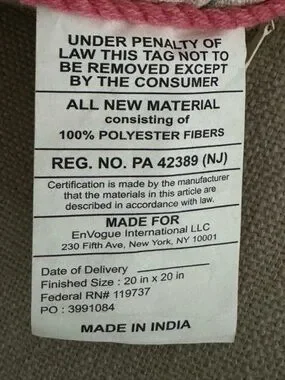 UNDER PENALTY OF
LAW THIS TAG NOT TO
BE REMOVED EXCEPT
BY THE CONSUMER
ALL NEW MATERIAL
consisting of
100% POLYESTER FIBERS
REG. NO. PA 42389 (NJ)
Certification is made by the manufacturer
that the materials in this article are
described in accordance with law.
MADE FOR
EnVogue International LLC
230 Fifth Ave, New York, NY 10001
Date of Delivery
Finished Size : 20 in x 20 in
Federal RN# 119737
PO : 3991084
MADE IN INDIA